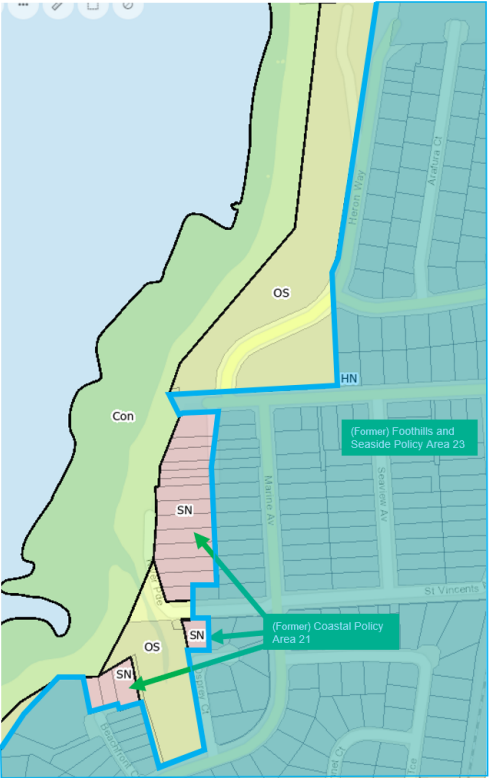 Arafura Ct
Heron Way
OS
HN
Con
(Former) Foothills and
Seaside Policy Area 23
SN
Marine Av
Seaview Av
St Vincents
(Former) Coastal Policy
Area 21
SN
OS
SN